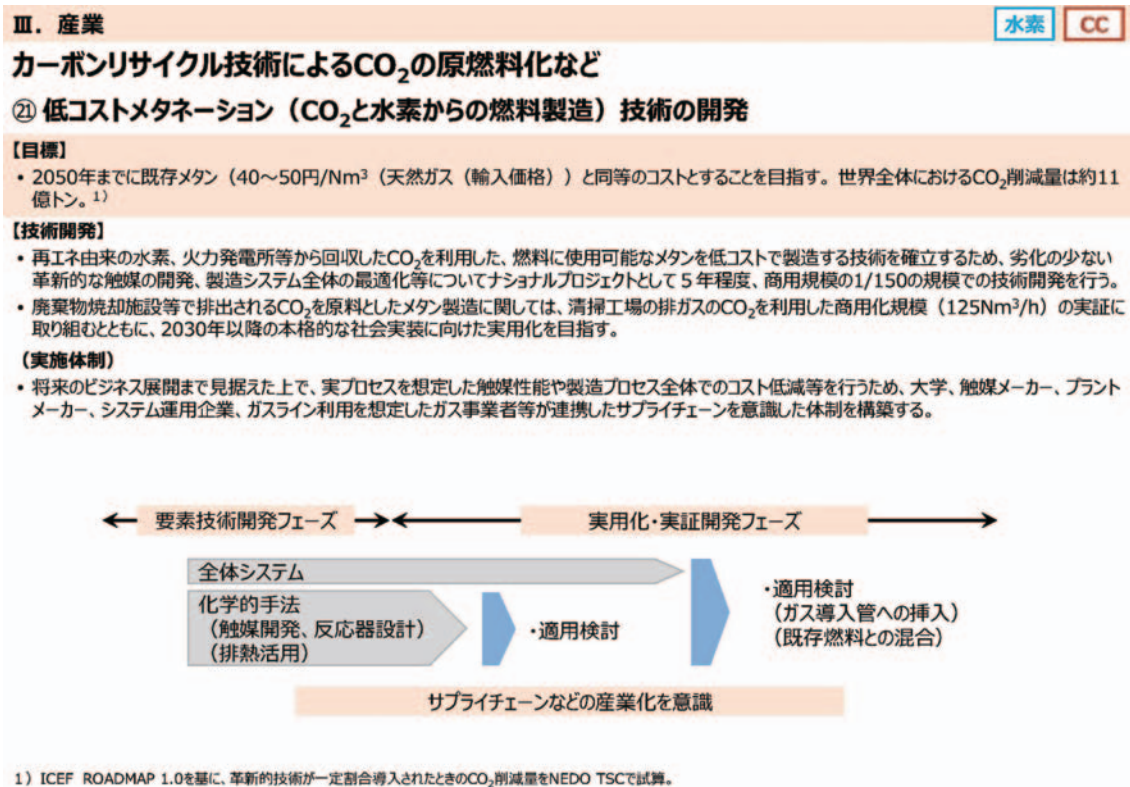 Ⅲ．産業
水素 CC
カーボンリサイクル技術によるCO₂の原燃料化など
㉑ 低コストメタネーション（CO₂と水素からの燃料製造）技術の開発
【目標】
• 2050年までに既存メタン（40～50円/Nm³（天然ガス（輸入価格））と同等のコストとすることを目指す。世界全体におけるCO₂削減量は約11
億トン。¹⁾
【技術開発】
• 再エネ由来の水素、火力発電所等から回収したCO₂を利用した、燃料に使用可能なメタンを低コストで製造する技術を確立するため、劣化の少ない
革新的な触媒の開発、製造システム全体の最適化等についてナショナルプロジェクトとして５年程度、商用規模の1/150の規模での技術開発を行う。
• 廃棄物焼却施設等で排出されるCO₂を原料としたメタン製造に関しては、清掃工場の排ガスのCO₂を利用した商用化規模（125Nm³/h）の実証に
取り組むとともに、2030年以降の本格的な社会実装に向けた実用化を目指す。
（実施体制）
• 将来のビジネス展開まで見据えた上で、実プロセスを想定した触媒性能や製造プロセス全体でのコスト低減等を行うため、大学、触媒メーカー、プラント
メーカー、システム運用企業、ガスライン利用を想定したガス事業者等が連携したサプライチェーンを意識した体制を構築する。
要素技術開発フェーズ
実用化・実証開発フェーズ
全体システム
化学的手法
（触媒開発、反応器設計）
（排熱活用）
・適用検討
・適用検討
（ガス導入管への挿入）
（既存燃料との混合）
サプライチェーンなどの産業化を意識
1）ICEF ROADMAP 1.0を基に、革新的技術が一定割合導入されたときのCO₂削減量をNEDO TSCで試算。